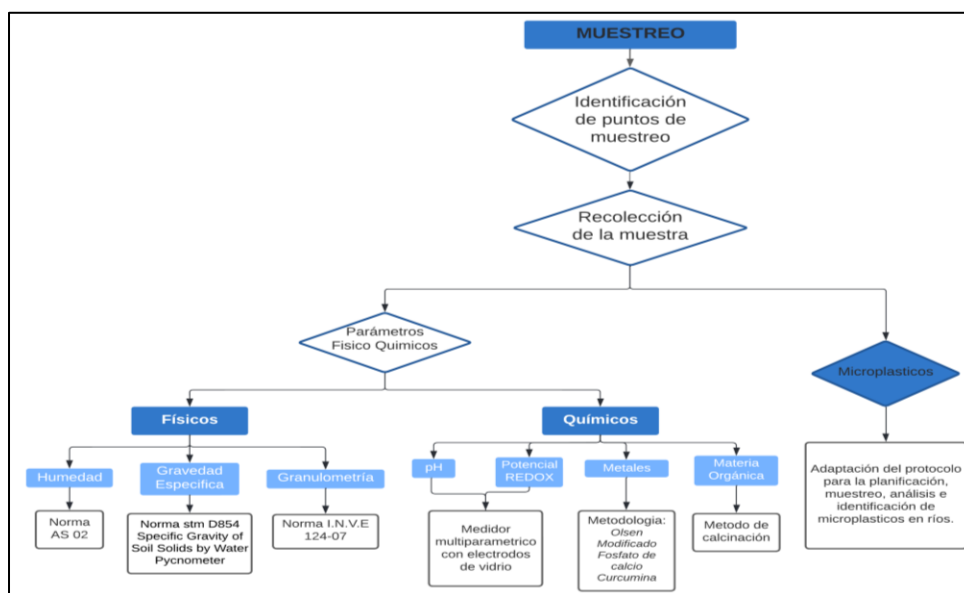 MUESTREO
Identificación
de puntos de
muestreo
Recolección
de la muestra
Parámetros
Fisico Quimicos
Microplasticos
Físicos
Químicos
Humedad
Gravedad
Especifica
Granulometría
pH
Potencial
REDOX
Metales
Materia
Orgánica
Norma
AS 02
Norma stm D854
Specific Gravity of
Soil Solids by Water
Pycnometer
Norma I.N.V.E
124-07
Medidor
multiparametrico
con electrodos
de vidrio
Metodologia:
Olsen
Modificado
Fosfato de
calcio
Curcumina
Metodo de
calcinación
Adaptación del protocolo
para la planificación,
muestreo, análisis e
identificación de
microplasticos en ríos.